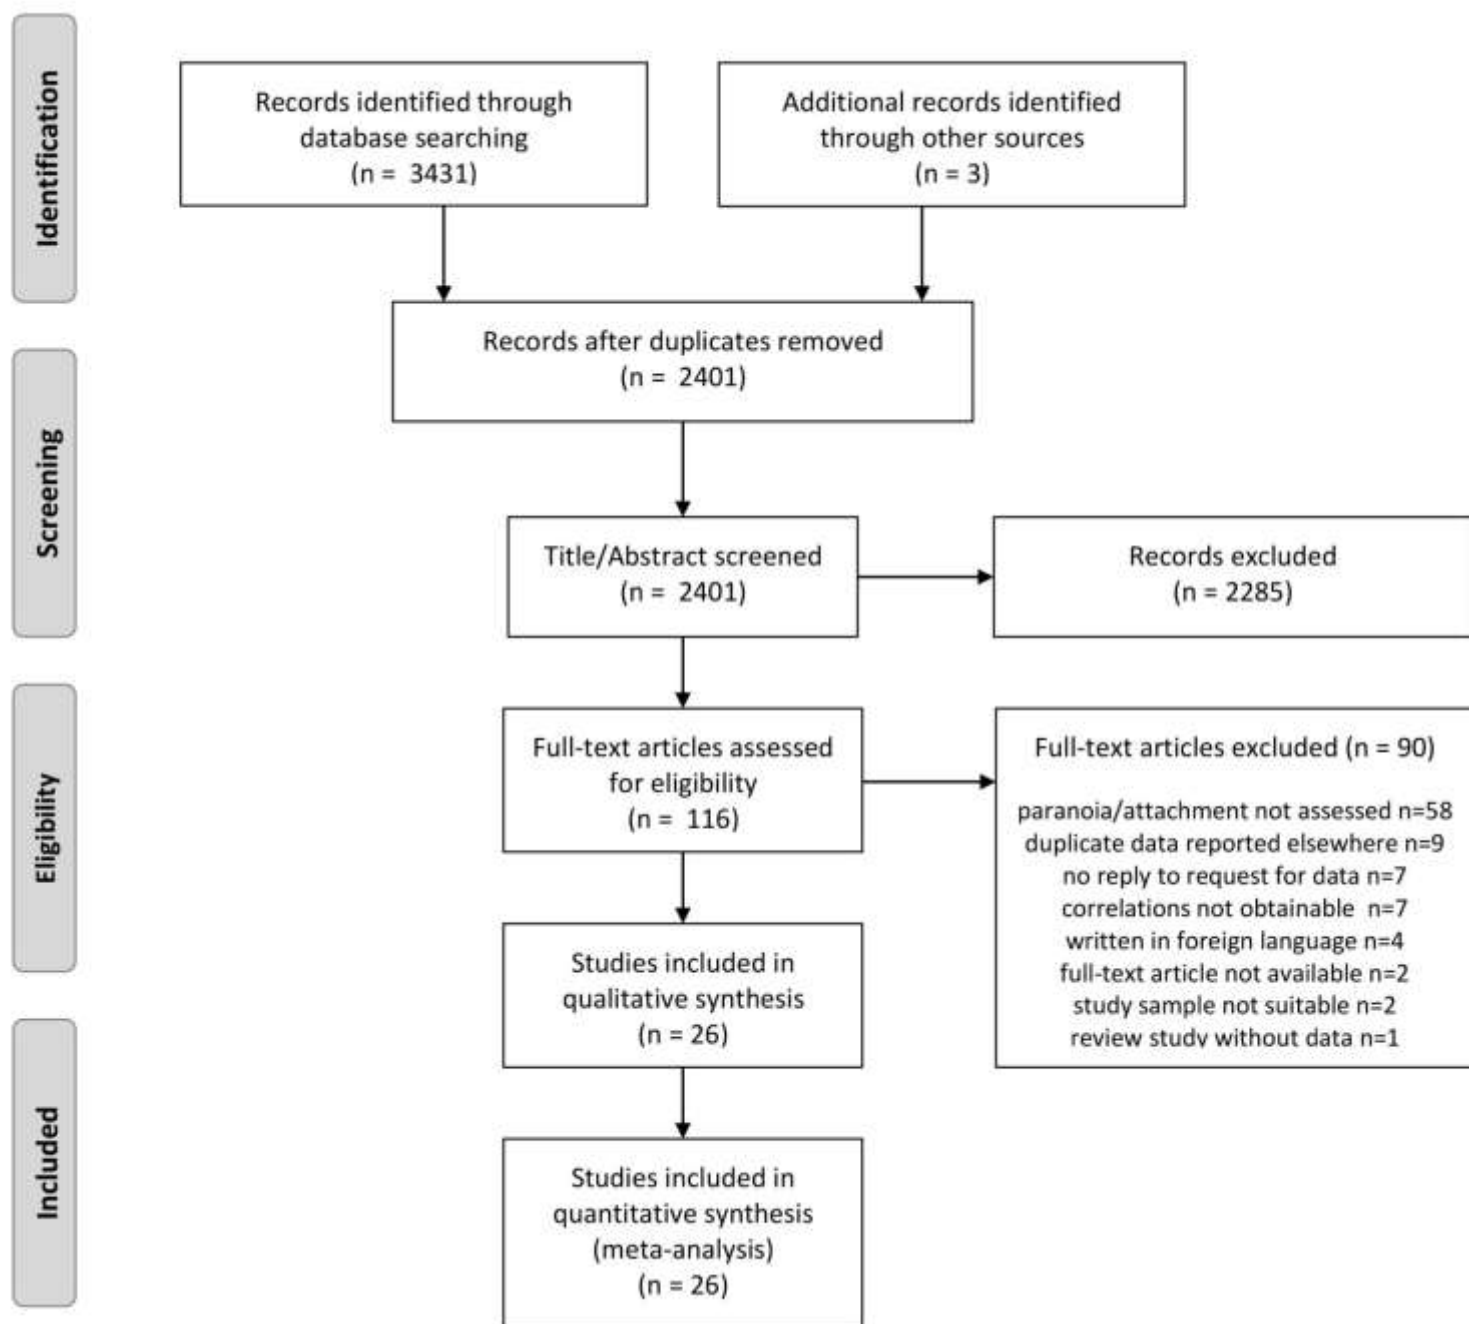 Identification
Records identified through
database searching
(n =  3431)
Additional records identified
through other sources
(n = 3)
Records after duplicates removed
(n =  2401)
Screening
Title/Abstract screened
(n =  2401)
Records excluded
(n = 2285)
Eligibility
Full-text articles assessed
for eligibility
(n =  116)
Full-text articles excluded (n = 90)
paranoia/attachment not assessed n=58
duplicate data reported elsewhere n=9
no reply to request for data n=7
correlations not obtainable  n=7
written in foreign language n=4
full-text article not available n=2
study sample not suitable n=2
review study without data n=1
Studies included in
qualitative synthesis
(n = 26)
Included
Studies included in
quantitative synthesis
(meta-analysis)
(n = 26)